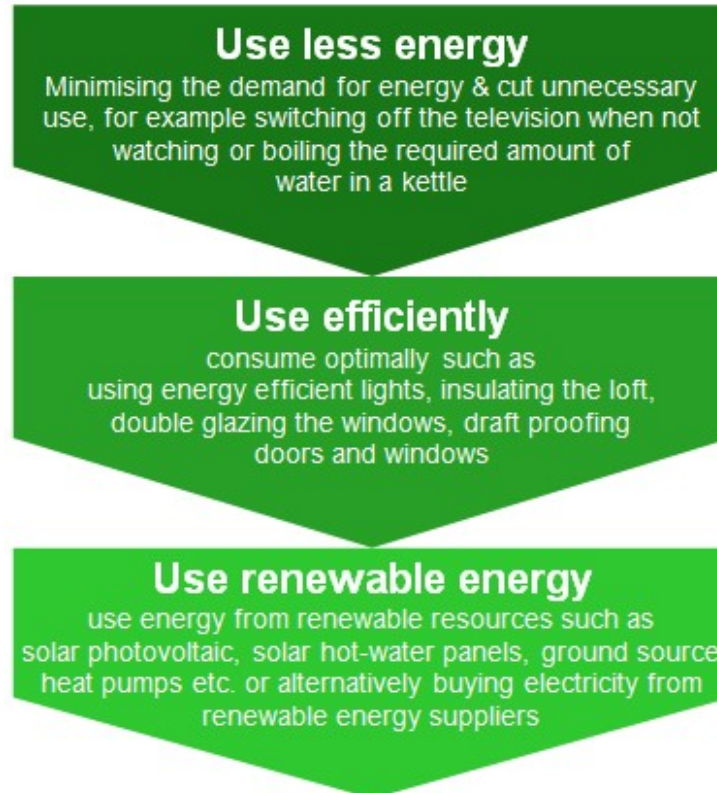 Use less energy
Minimising the demand for energy & cut unnecessary
use, for example switching off the television when not
watching or boiling the required amount of
water in a kettle
Use efficiently
consume optimally such as
using energy efficient lights, insulating the loft,
double glazing the windows, draft proofing
doors and windows
Use renewable energy
use energy from renewable resources such as
solar photovoltaic, solar hot-water panels, ground source
heat pumps etc. or alternatively buying electricity from
renewable energy suppliers